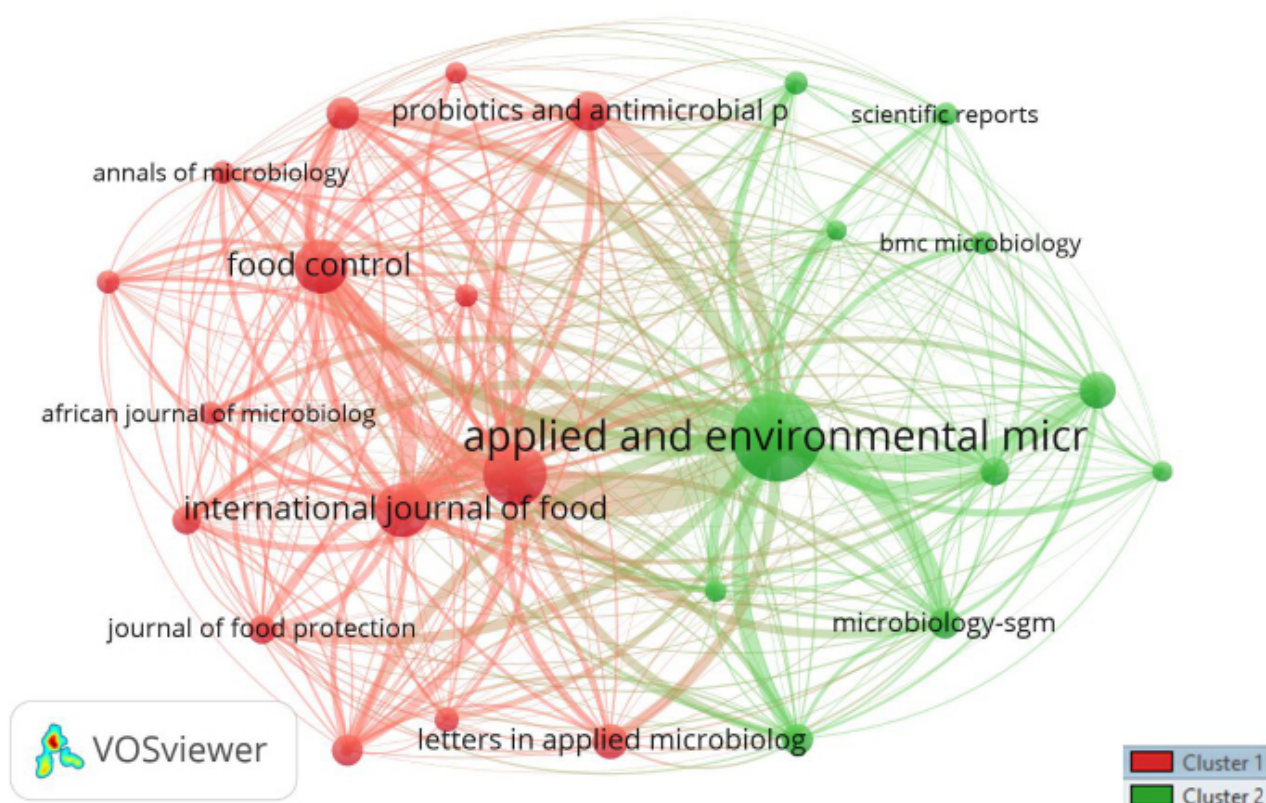 probiotics and antimicrobial p
scientific reports
annals of microbiology
bmc microbiology
food control
african journal of microbiolog
applied and environmental micr
international journal of food
journal of food protection
microbiology-sgm
letters in applied microbiolog
VOSviewer
Cluster 1
Cluster 2